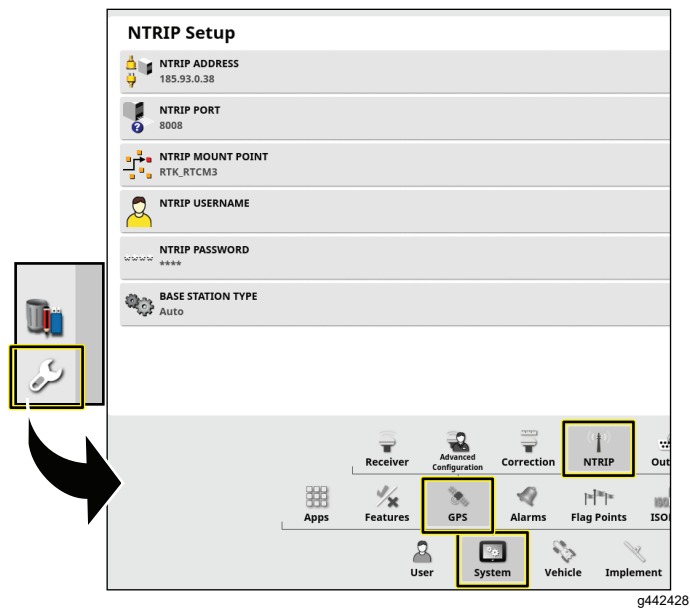 NTRIP Setup
NTRIP ADDRESS
185.93.0.38
NTRIP PORT
8008
NTRIP MOUNT POINT
RTK_RTCM3
NTRIP USERNAME
NTRIP PASSWORD
****
BASE STATION TYPE
Auto
Receiver
Advanced
Configuration
Correction
NTRIP
Out
Apps
Features
GPS
Alarms
Flag Points
ISO
User
System
Vehicle
Implement
g442428